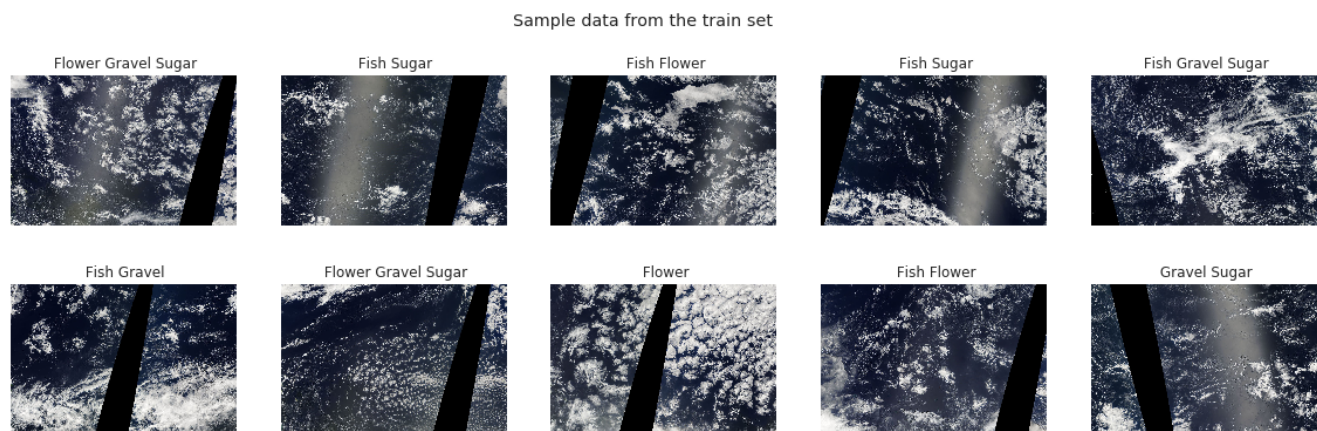 Sample data from the train set
Flower Gravel Sugar
Fish Sugar
Fish Flower
Fish Sugar
Fish Gravel Sugar
Fish Gravel
Flower Gravel Sugar
Flower
Fish Flower
Gravel Sugar